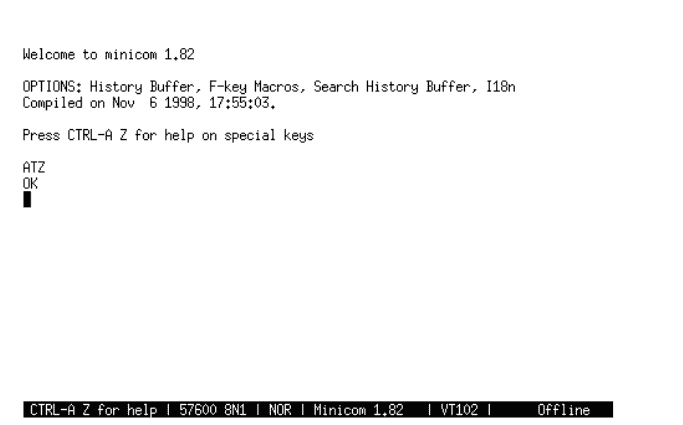 Welcome to minicom 1.82
OPTIONS: History Buffer, F-key Macros, Search History Buffer, I18n
Compiled on Nov  6 1998, 17:55:03.
Press CTRL-A Z for help on special keys
ATZ
OK
CTRL-A Z for help | 57600 8N1 | NOR | Minicom 1.82   | VT102 |      Offline